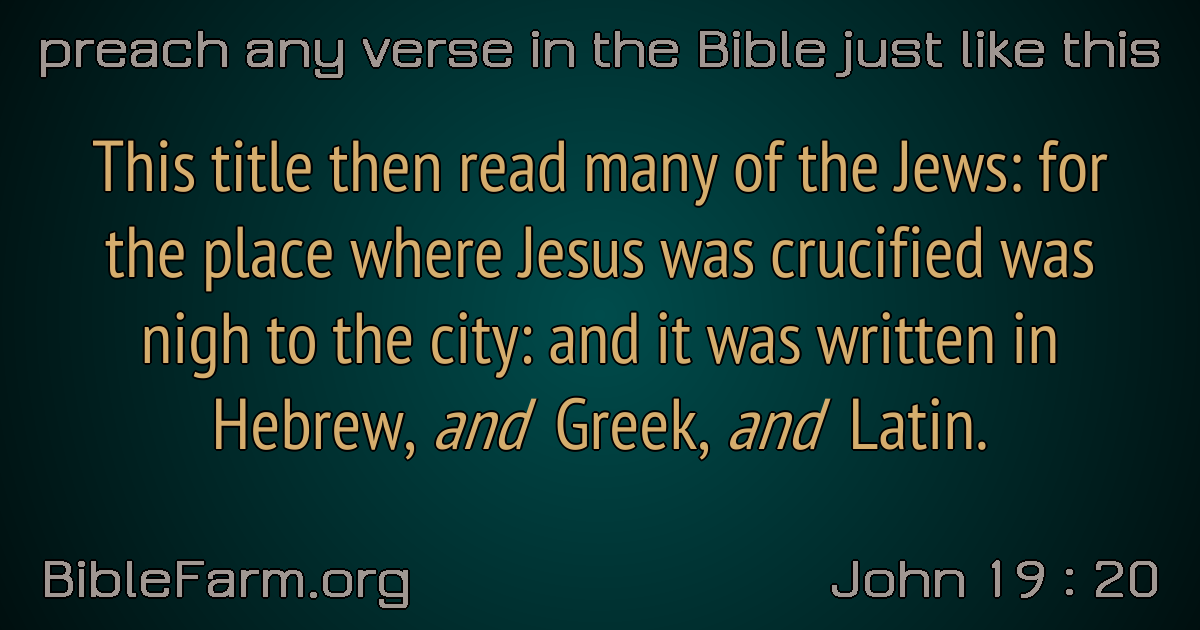 preach any verse in the Bible just like this
This title then read many of the Jews: for
the place where Jesus was crucified was
nigh to the city: and it was written in
Hebrew, and Greek, and Latin.
BibleFarm.org
John 19 : 20